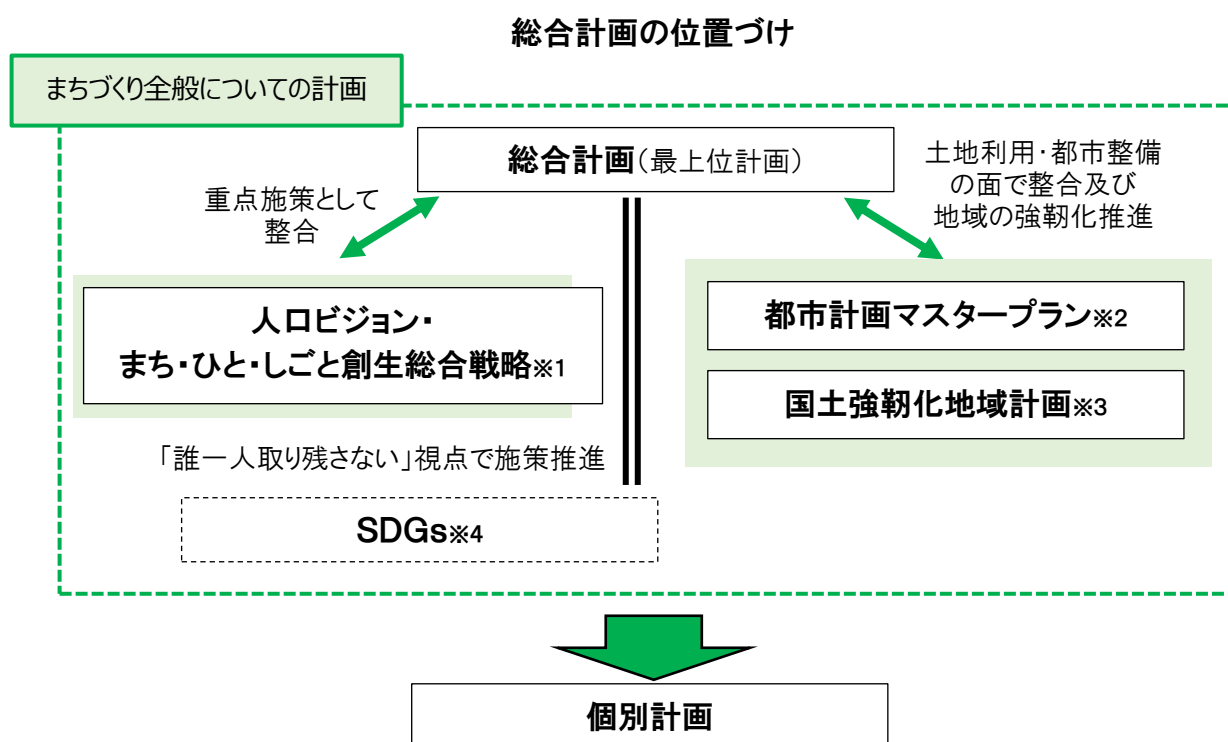 総合計画の位置づけ
まちづくり全般についての計画
総合計画(最上位計画)
重点施策として
整合
土地利用・都市整備
の面で整合及び
地域の強靭化推進
人口ビジョン・
まち・ひと・しごと創生総合戦略※1
都市計画マスタープラン※2
国土強靭化地域計画※3
「誰一人取り残さない」視点で施策推進
SDGs※4
個別計画